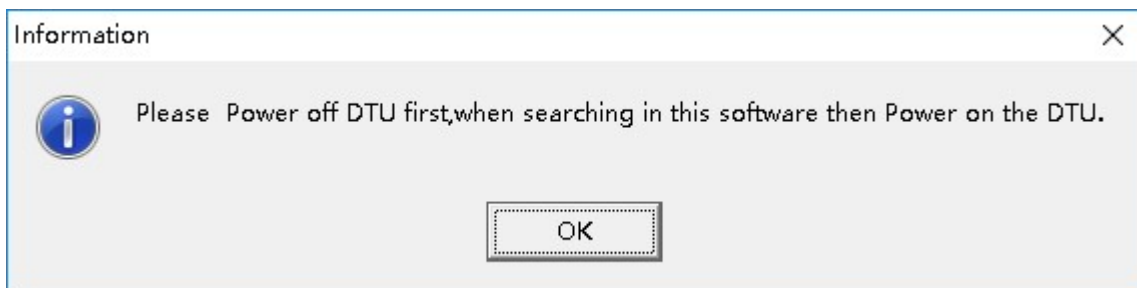 Information
Please  Power off DTU first,when searching in this software then Power on the DTU.
OK